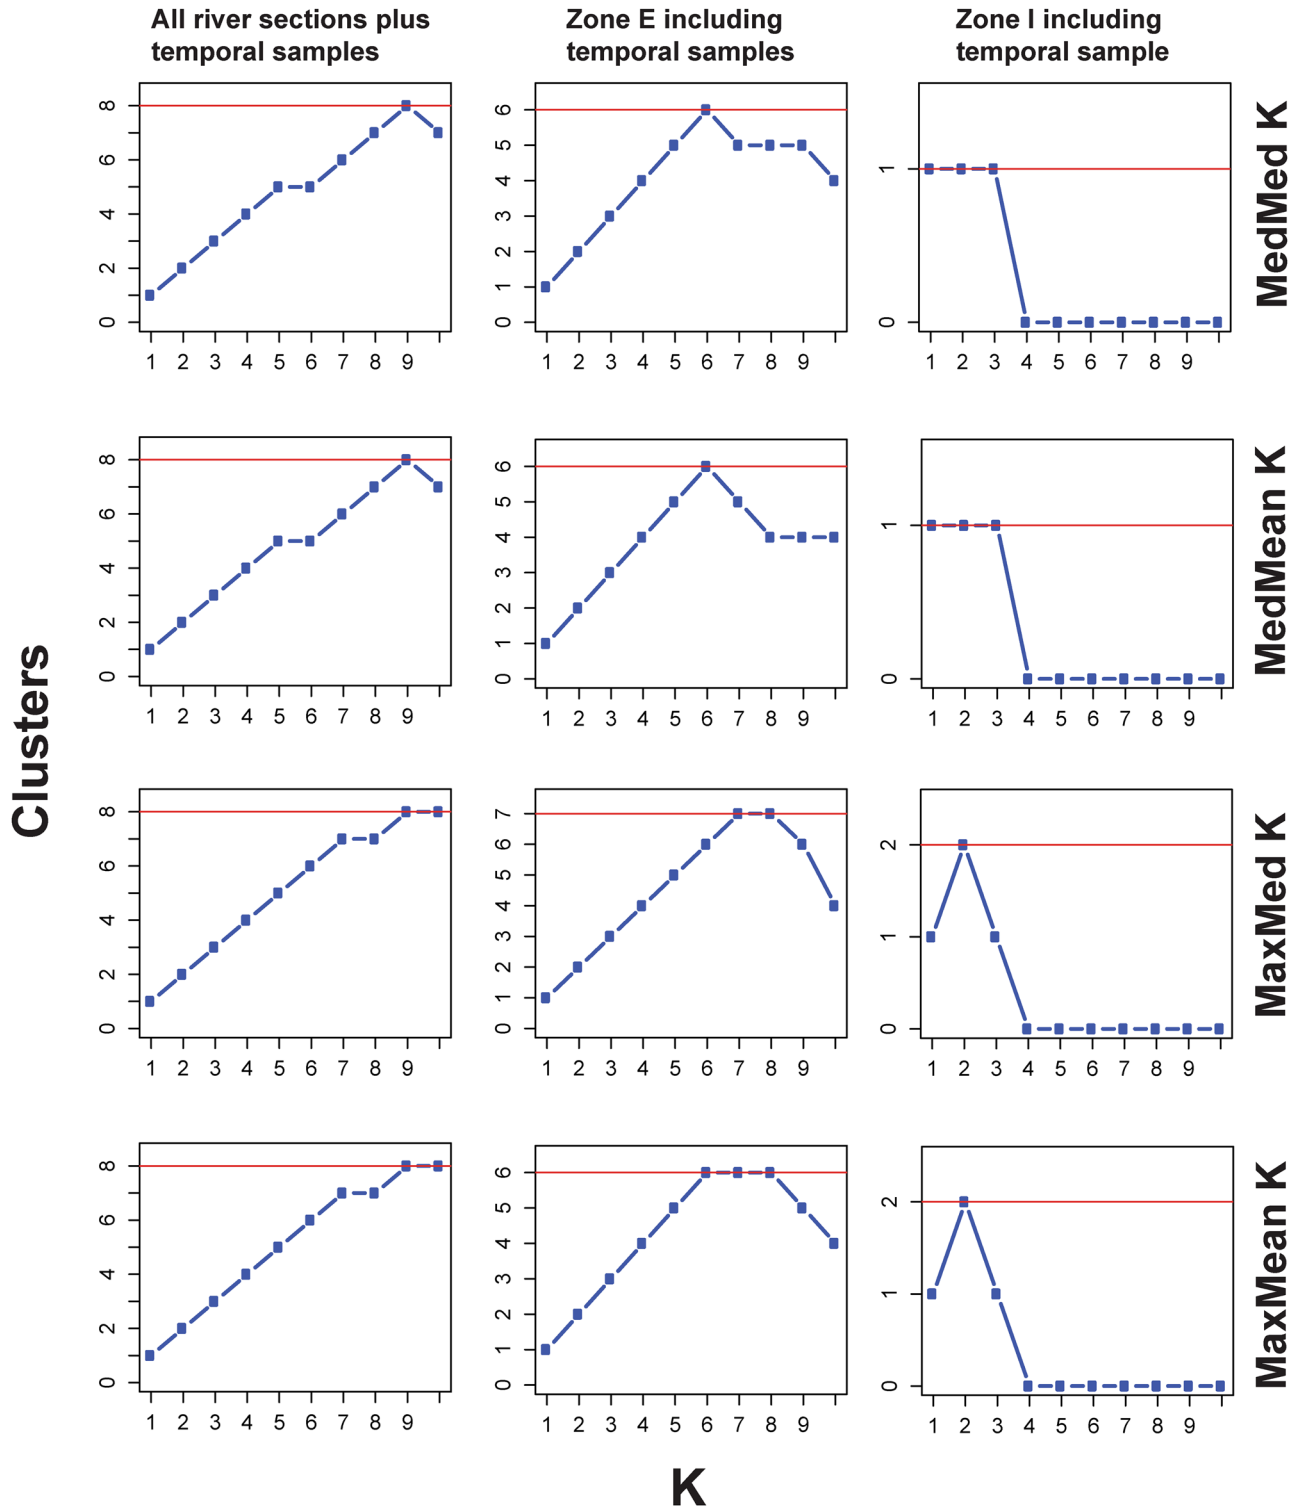 All river sections plus
temporal samples
Zone E including
temporal samples
Zone I including
temporal sample
8
6
4
2
0
1 2 3 4 5 6 7 8 9
6
5
4
3
2
1
0
1 2 3 4 5 6 7 8 9
1
0
1 2 3 4 5 6 7 8 9
MedMed K
8
6
4
2
0
1 2 3 4 5 6 7 8 9
6
5
4
3
2
1
0
1 2 3 4 5 6 7 8 9
1
0
1 2 3 4 5 6 7 8 9
MedMean K
Clusters
8
6
4
2
0
1 2 3 4 5 6 7 8 9
7
6
5
4
3
2
1
0
1 2 3 4 5 6 7 8 9
2
1
0
1 2 3 4 5 6 7 8 9
MaxMed K
8
6
4
2
0
1 2 3 4 5 6 7 8 9
6
5
4
3
2
1
0
1 2 3 4 5 6 7 8 9
2
1
0
1 2 3 4 5 6 7 8 9
MaxMean K
K